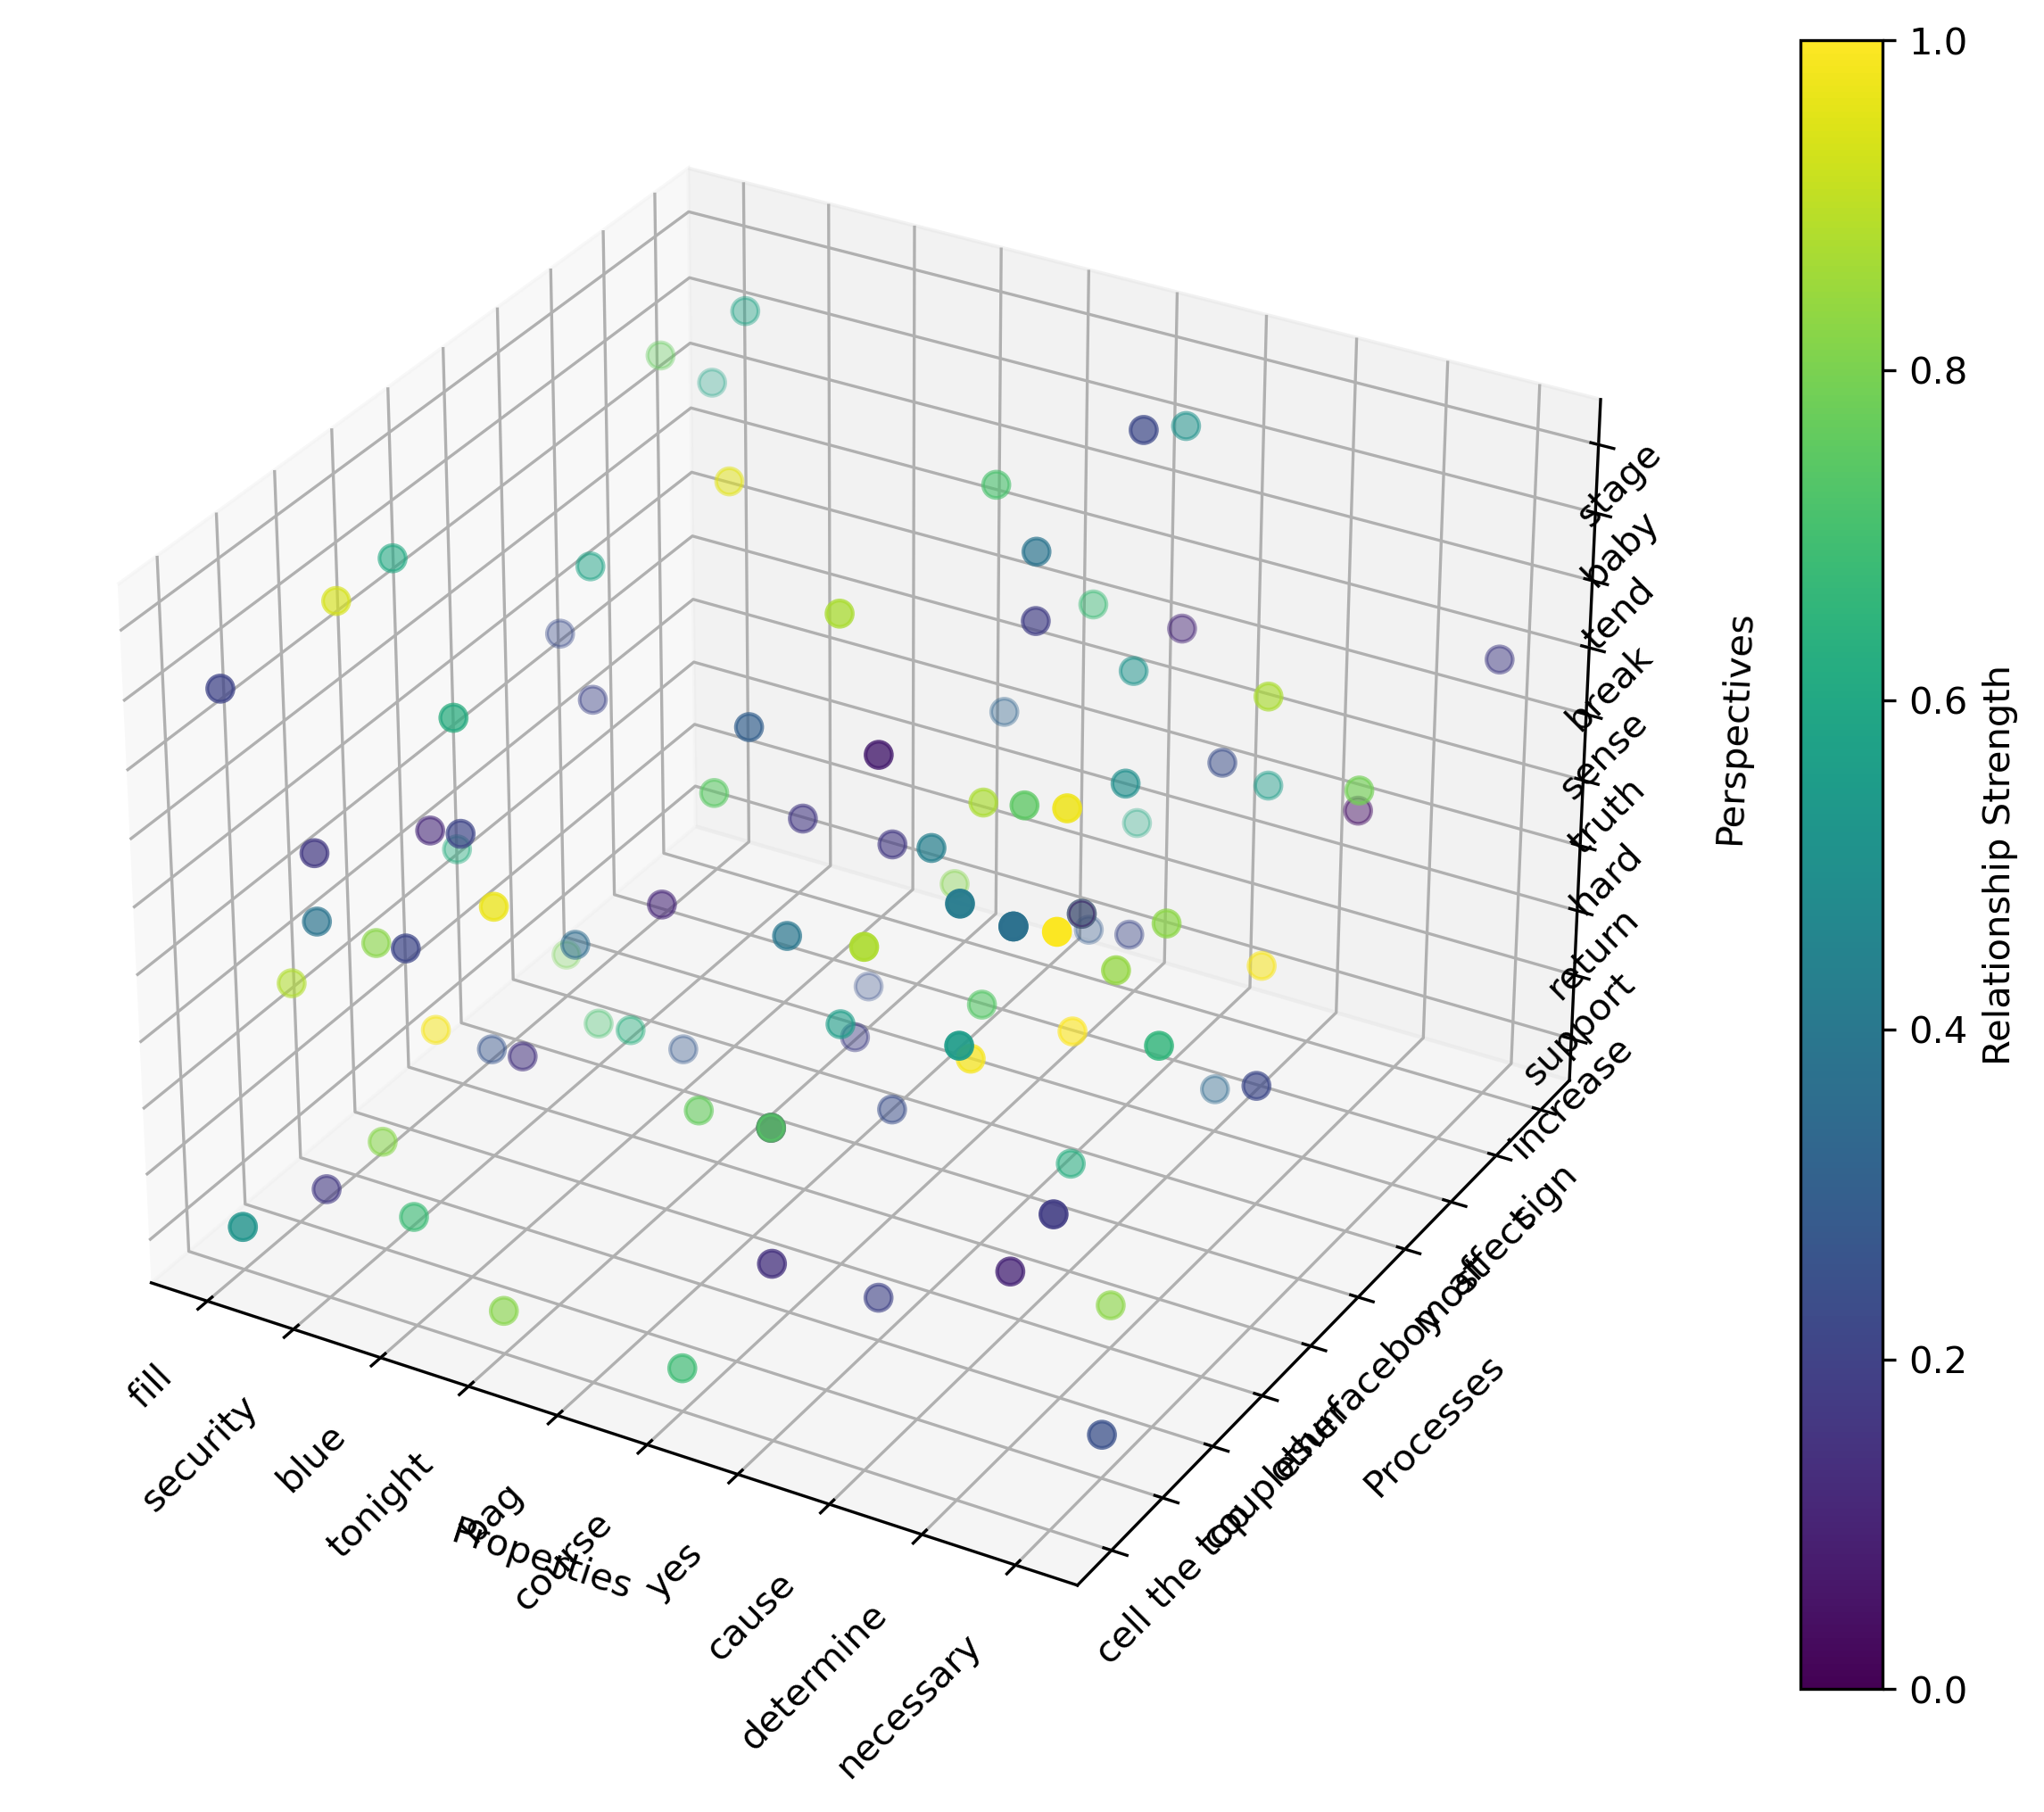 1.0
0.8
0.6
0.4
0.2
0.0
Relationship Strength
stage
baby
tend
break
sense
truth
hard
return
support
increase
Perspectives
sign
affect
most
boy
surface
other
couple
top
the
cell
Processes
fill
security
blue
tonight
bag
course
yes
cause
determine
necessary
Properties